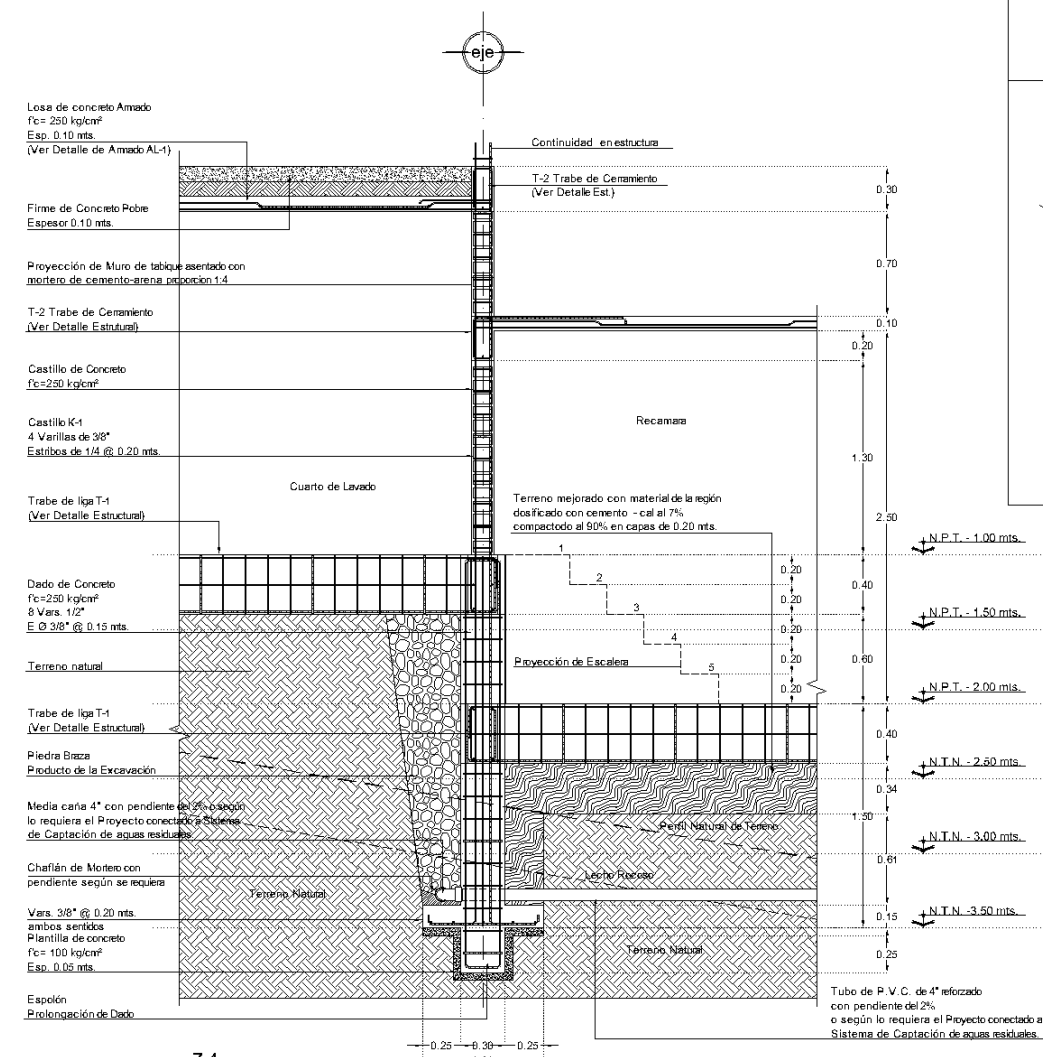 eje
Losa de concreto Armado
f'c= 250 kg/cm²
Esp. 0.10 mts.
(Ver Detalle de Armado AL-1)
Firme de Concreto Pobre
Espesor 0.10 mts.
Proyección de Muro de tabique asentado con
mortero de cemento-arena proporcion 1:4
T-2 Trabe de Cerramiento
(Ver Detalle Estrutural)
Castillo de Concreto
f'c=250 kg/cm²
Castillo K-1
4 Varillas de 3/8"
Estribos de 1/4 @ 0.20 mts.
Trabe de liga T-1
(Ver Detalle Estructural)
Dado de Concreto
f'c=250 kg/cm²
8 Vars. 1/2"
E Ø 3/8" @ 0.15 mts.
Terreno natural
Trabe de liga T-1
(Ver Detalle Estructural)
Piedra Braza
Producto de la Excavación
Media caña 4" con pendiente del 2% o según
lo requiera el Proyecto conectado a Sistema
de Captación de aguas residuales.
Chaflán de Mortero con
pendiente según se requiera
Vars. 3/8" @ 0.20 mts.
ambos sentidos
Plantilla de concreto
f'c= 100 kg/cm²
Esp. 0.05 mts.
Espolón
Prolongación de Dado
Continuidad en estructura
T-2 Trabe de Cerramiento
(Ver Detalle Est.)
Recamara
Cuarto de Lavado
Terreno mejorado con material de la región
dosificado con cemento - cal al 7%
compactodo al 90% en capas de 0.20 mts.
1
2
3
4
5
Proyección de Escalera
Perfil Natural de Terreno
Lecho Rocoso
Terreno Natural
Terreno Natural
0.20
0.20
0.20
0.20
0.20
0.30
0.70
0.10
0.20
1.30
2.50
0.40
0.60
0.40
0.34
1.50
0.61
0.15
0.25
N.P.T. - 1.00 mts.
N.P.T. - 1.50 mts.
N.P.T. - 2.00 mts.
N.T.N. - 2.50 mts.
N.T.N. - 3.00 mts.
N.T.N. -3.50 mts.
Tubo de P.V.C. de 4" reforzado
con pendiente del 2%
o según lo requiera el Proyecto conectado a
Sistema de Captación de aguas residuales.
0.25 0.30 0.25